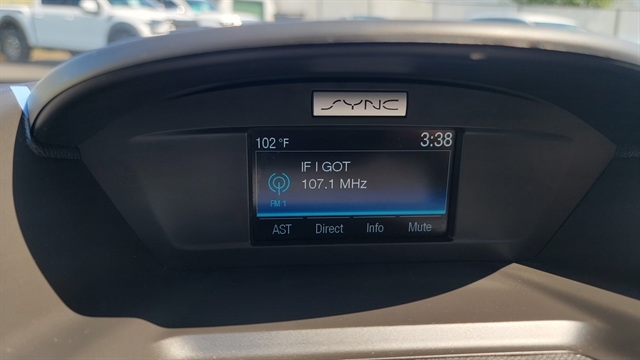 SYNC
102 °F 3:38
IF I GOT
107.1 MHz
FM 1
AST Direct Info Mute